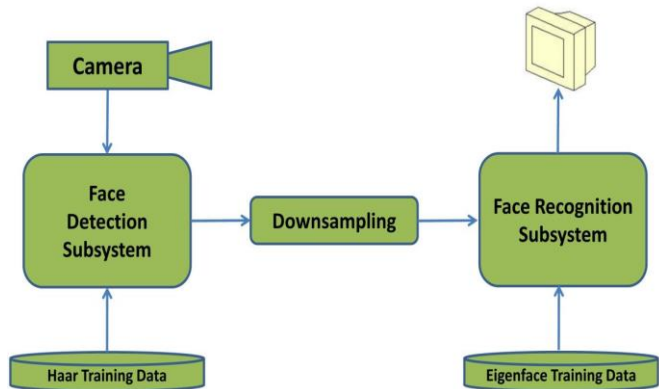 Camera
Face
Detection
Subsystem
Downsampling
Face Recognition
Subsystem
Haar Training Data
Eigenface Training Data